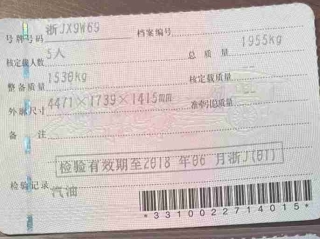 号牌号码 浙JX9W69 档案编号
核定载人数 5人 总质量 1955kg
整备质量 1530kg 核定载质量
外廓尺寸 4471×1739×1415mm 准牵引总质量
备注
检验有效期至2018年06月浙J(01)
检验记录
汽油
*3310022714015*